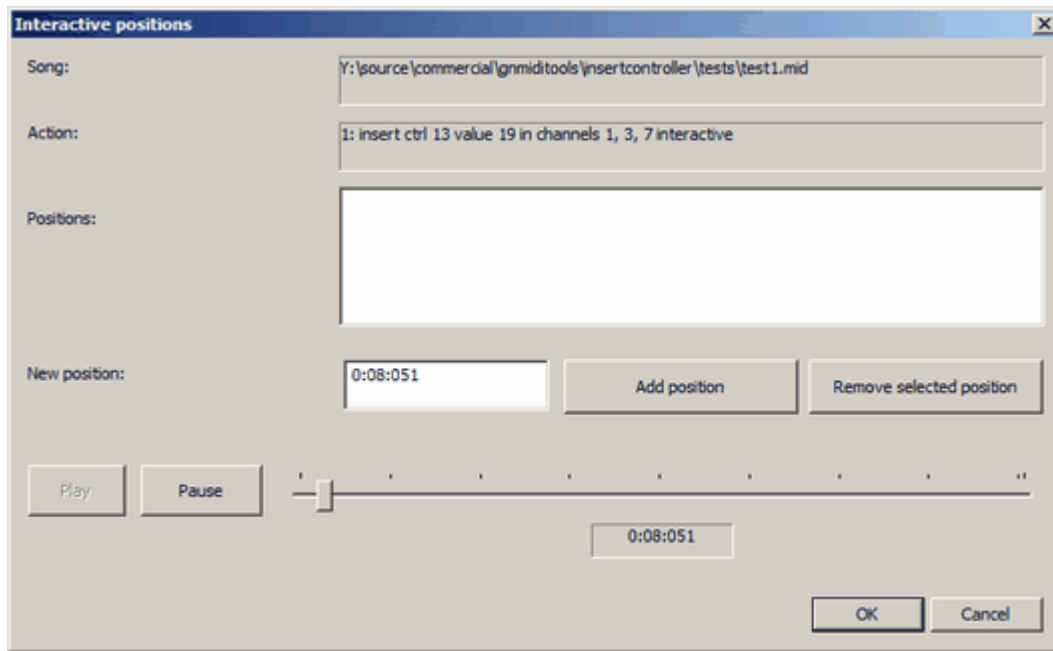 Interactive positions
Song:
Y:\source\commercial\gnmiditools\insertcontroller\tests\test1.mid
Action:
1: insert ctrl 13 value 19 in channels 1, 3, 7 interactive
Positions:
New position:
0:08:051
Add position
Remove selected position
Play
Pause
0:08:051
OK
Cancel